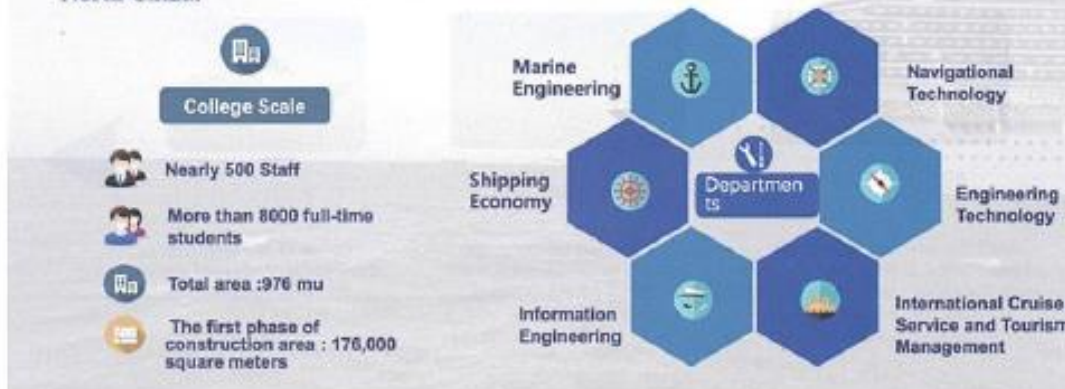 College Scale
Nearly 500 Staff
More than 8000 full-time
students
Total area :976 mu
The first phase of
construction area : 176,000
square meters
Marine
Engineering
Navigational
Technology
Shipping
Economy
Departmen
ts
Engineering
Technology
Information
Engineering
International Cruise
Service and Tourism
Management